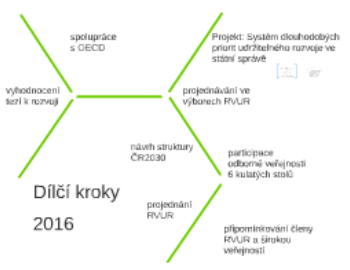 spolupráce
s OECD
Projekt: Systém dlouhodobých
priorit udržitelného rozvoje ve
státní správě
vyhodnocení
tezí k rozvoji
projednávání ve
výborech RVUR
návrh struktury
ČR2030
participace
odborné veřejnosti
6 kulatých stolů
Dílčí kroky
2016
projednání
RVUR
připomínkování členy
RVUR a širokou
veřejností